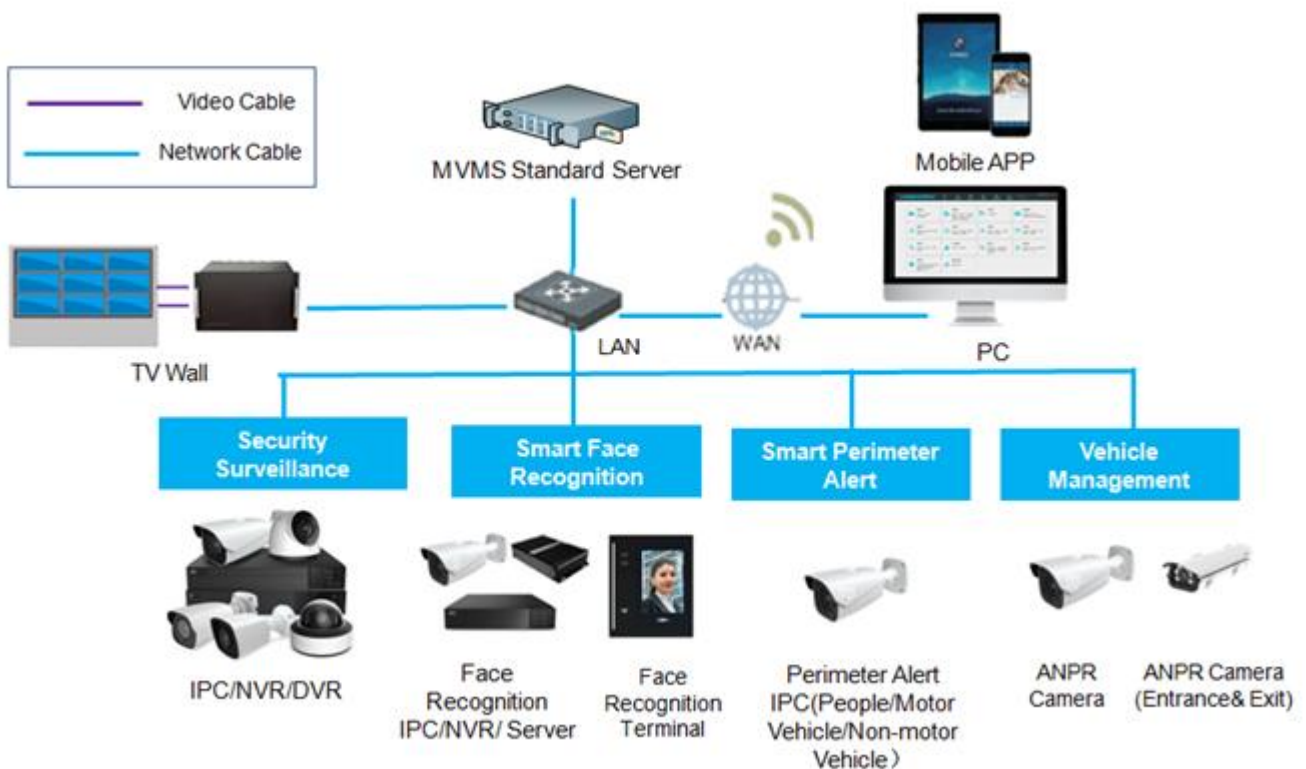 Video Cable
Network Cable
MVMS Standard Server
Mobile APP
TV Wall
LAN
WAN
PC
Security
Surveillance
Smart Face
Recognition
Smart Perimeter
Alert
Vehicle
Management
IPC/NVR/DVR
Face
Recognition
IPC/NVR/ Server
Face
Recognition
Terminal
Perimeter Alert
IPC(People/Motor
Vehicle/Non-motor
Vehicle）
ANPR
Camera
ANPR Camera
(Entrance& Exit)